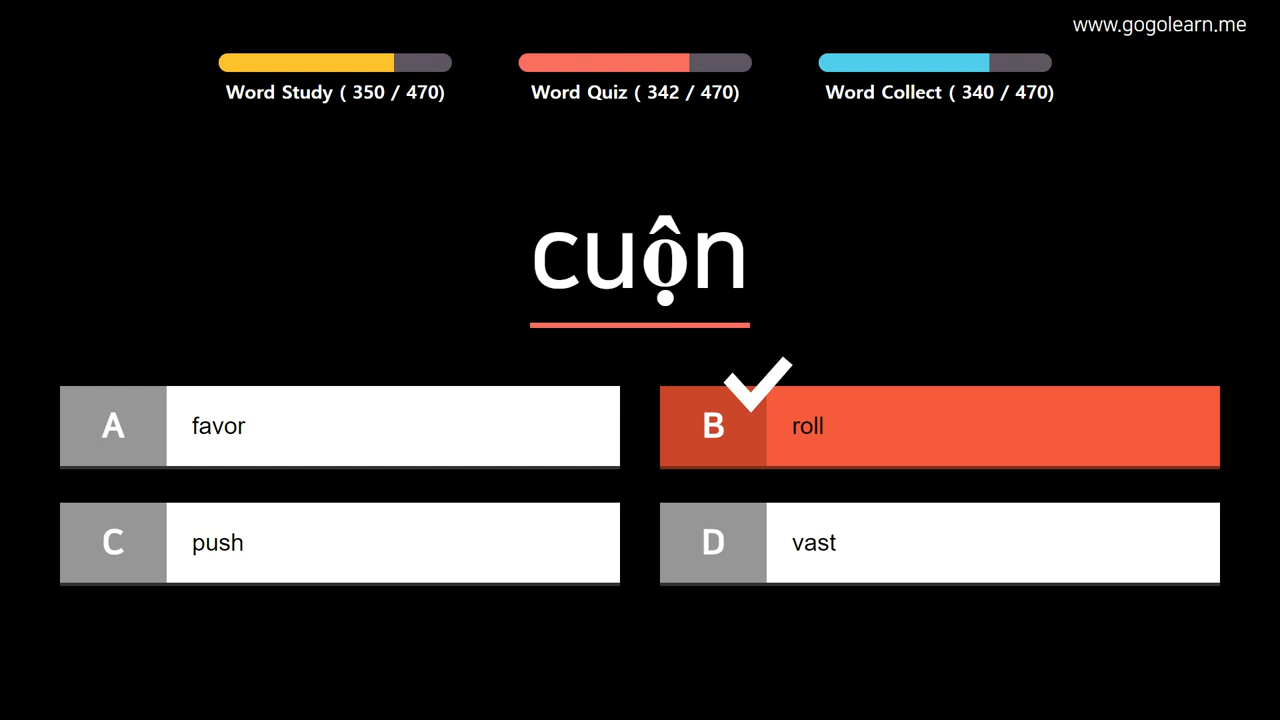 www.gogolearn.me
Word Study ( 350 / 470)
Word Quiz ( 342 / 470)
Word Collect ( 340 / 470)
cuộn
A favor
B roll
C push
D vast